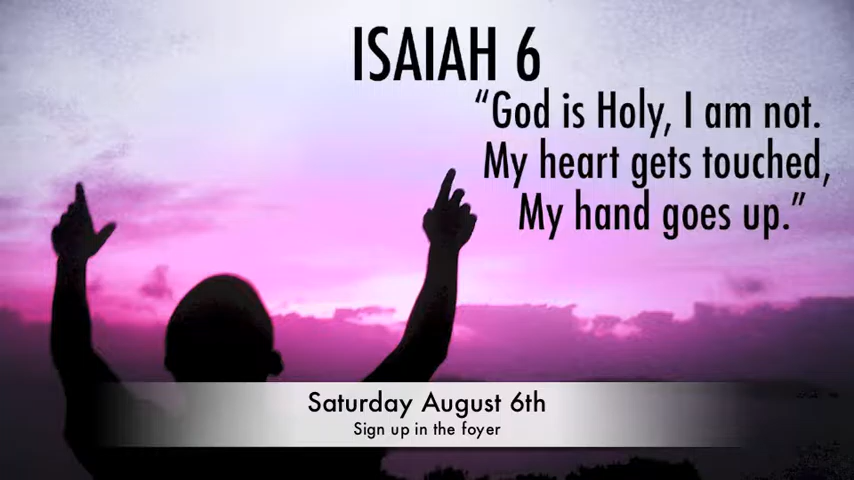 ISAIAH 6
“God is Holy, I am not.
My heart gets touched,
My hand goes up.”
Saturday August 6th
Sign up in the foyer